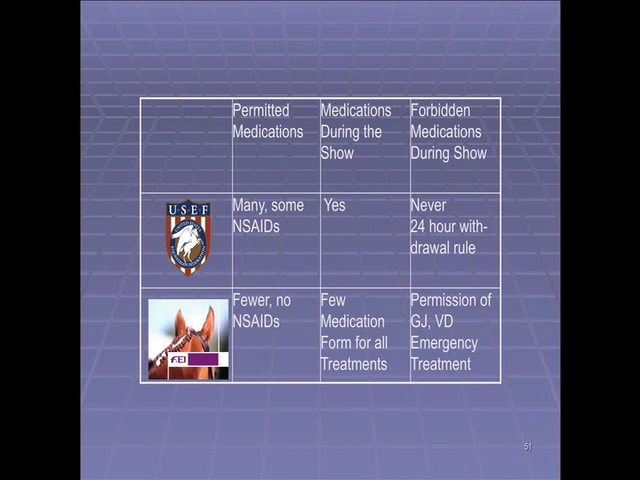 Permitted
Medications
Medications
During the
Show
Forbidden
Medications
During Show
USEF
Many, some
NSAIDs
Yes
Never
24 hour with-
drawal rule
FEI
Fewer, no
NSAIDs
Few
Medication
Form for all
Treatments
Permission of
GJ, VD
Emergency
Treatment
51